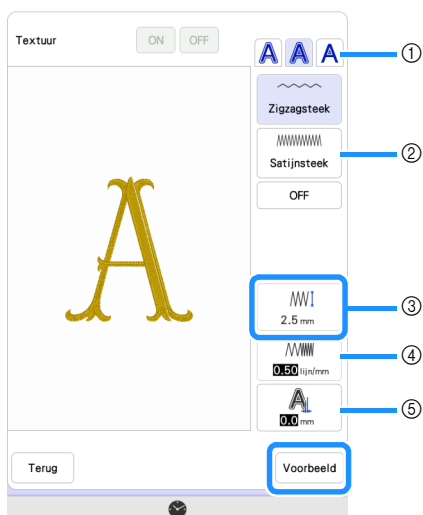 Textuur ON OFF
A A A ①
Zigzagsteek
Satijnsteek ②
OFF
2.5 mm ③
0.50 lijn/mm ④
A
0.0 mm ⑤
A
Terug Voorbeeld